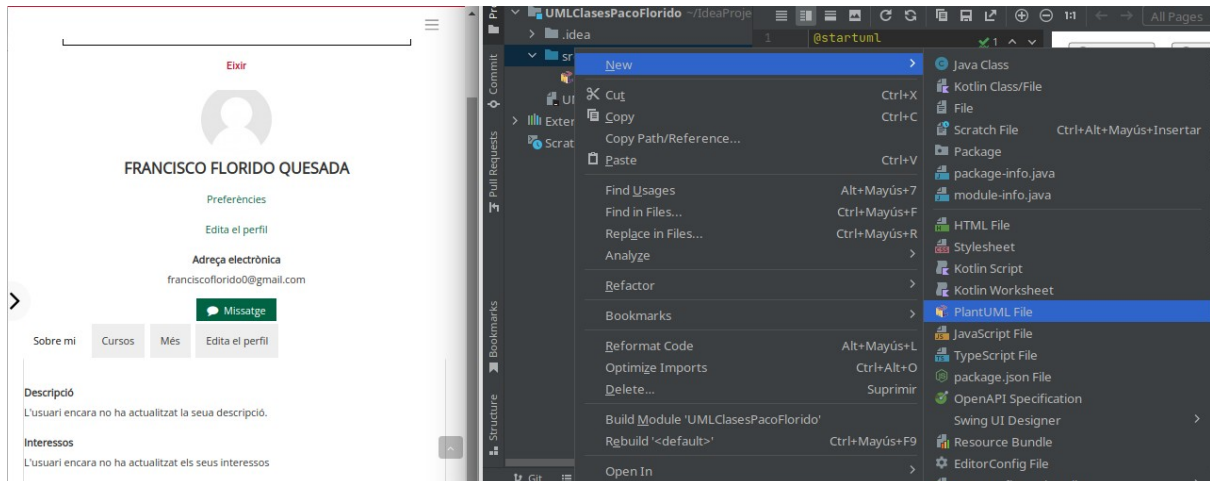 Eixir
FRANCISCO FLORIDO QUESADA
Preferències
Edita el perfil
Adreça electrònica
franciscoflorido0@gmail.com
Missatge
Sobre mi Cursos Més Edita el perfil
Descripció
L'usuari encara no ha actualitzat la seua descripció.
Interessos
L'usuari encara no ha actualitzat els seus interessos
Commit
Pull Requests
Bookmarks
Structure
UMLClasesPacoFlorido ~/IdeaProje
.idea
sr
UM
Exter
Scrat
Git
1:1
All Pages
1 @startuml
1
New
Cut Ctrl+X
Copy Ctrl+C
Copy Path/Reference...
Paste Ctrl+V
Find Usages Alt+Mayús+7
Find in Files... Ctrl+Mayús+F
Replace in Files... Ctrl+Mayús+R
Analyze
Refactor
Bookmarks
Reformat Code Alt+Mayús+L
Optimize Imports Ctrl+Alt+O
Delete... Suprimir
Build Module 'UMLClasesPacoFlorido'
Rebuild '<default>' Ctrl+Mayús+F9
Open In
Java Class
Kotlin Class/File
File
Scratch File Ctrl+Alt+Mayús+Insertar
Package
package-info.java
module-info.java
HTML File
Stylesheet
Kotlin Script
Kotlin Worksheet
PlantUML File
JavaScript File
TypeScript File
package.json File
OpenAPI Specification
Swing UI Designer
Resource Bundle
EditorConfig File